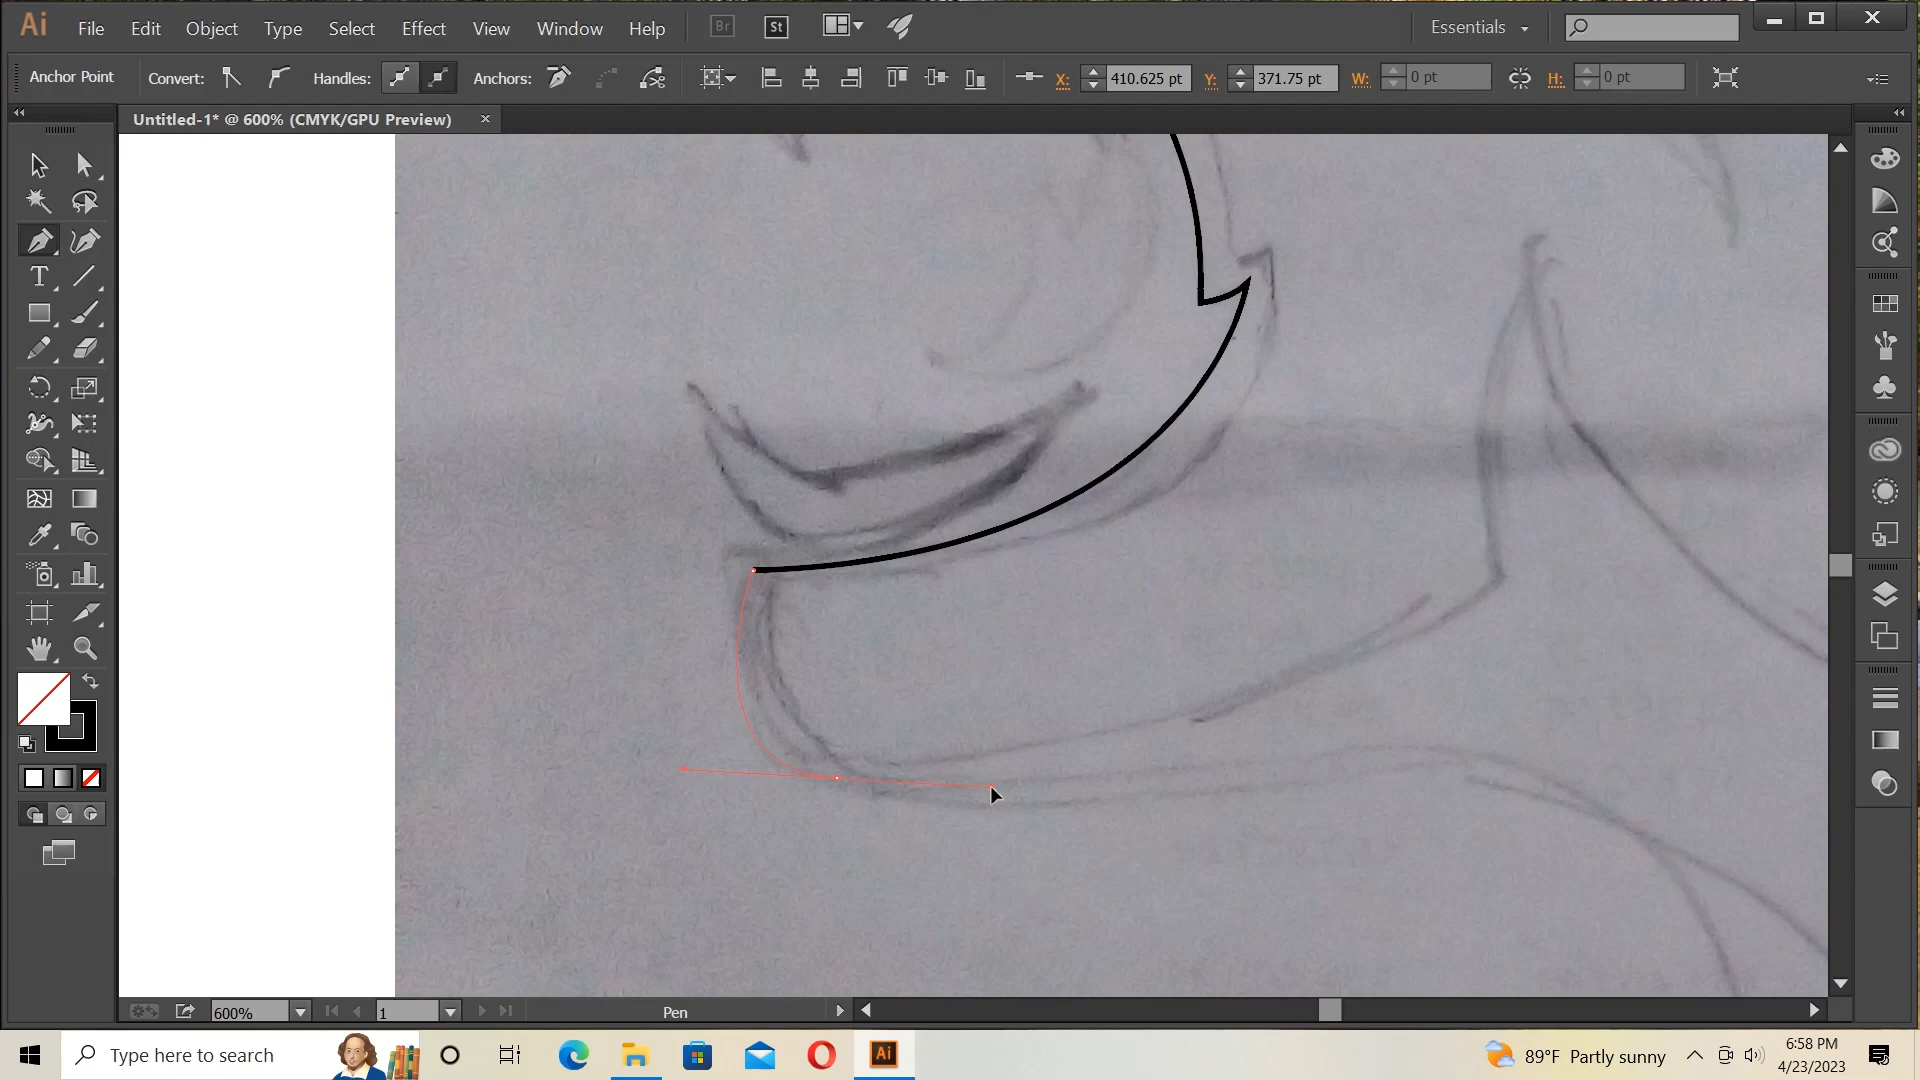 Ai File Edit Object Type Select Effect View Window Help Br St Essentials
Anchor Point Convert: Handles: Anchors: X: 410.625 pt Y: 371.75 pt W: 0 pt H: 0 pt
Untitled-1* @ 600% (CMYK/GPU Preview)
T
600% 1 Pen
Type here to search Ai 89°F Partly sunny 6:58 PM
4/23/2023